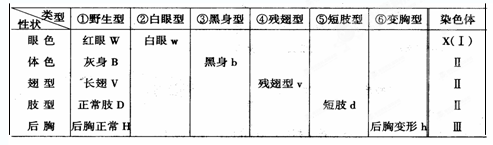 类型 性状 ①野生型 ②白眼型 ③黑身型 ④残翅型 ⑤短肢型 ⑥变胸型 染色体
眼色 红眼 W 白眼 w X(Ⅰ)
体色 灰身 B 黑身 b Ⅱ
翅型 长翅 V 残翅型 v Ⅱ
肢型 正常肢 D 短肢 d Ⅱ
后胸 后胸正常 H 后胸变形 h Ⅲ